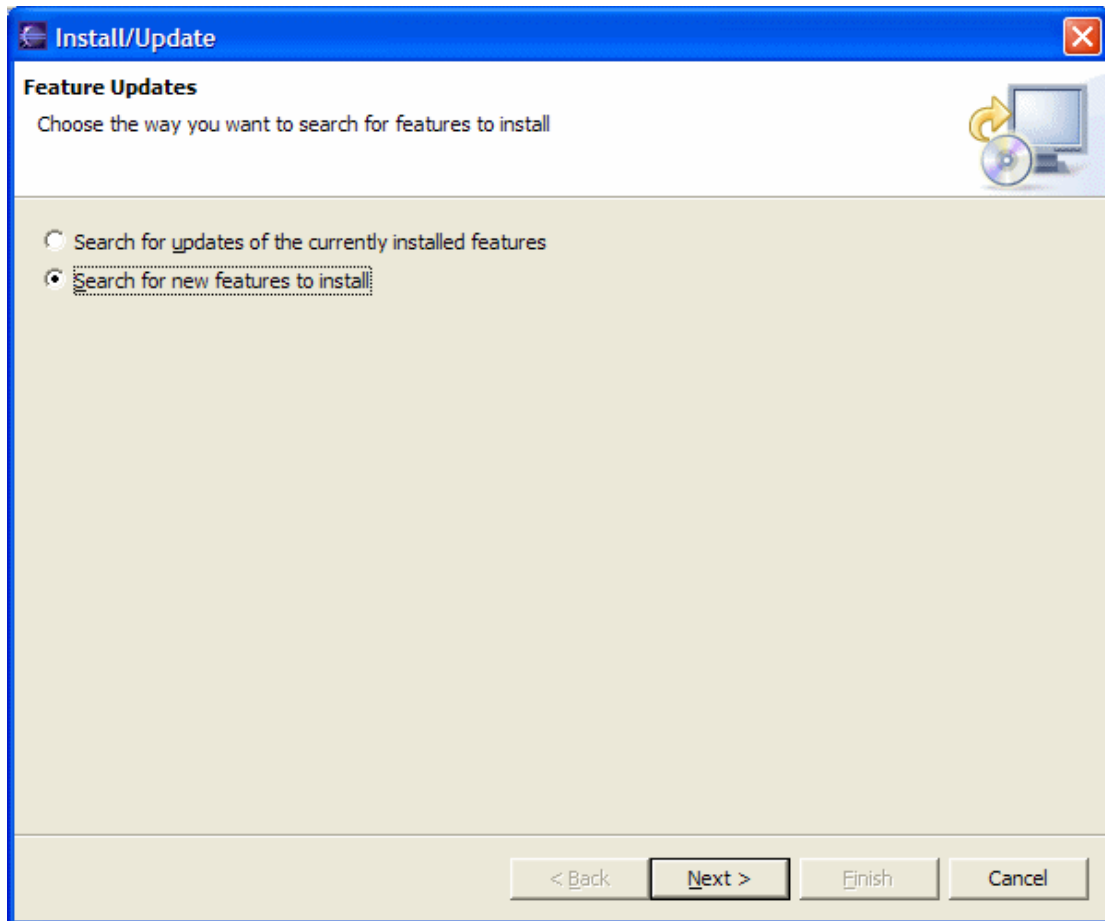 Install/Update
Feature Updates
Choose the way you want to search for features to install
Search for updates of the currently installed features
Search for new features to install
< Back
Next >
Finish
Cancel